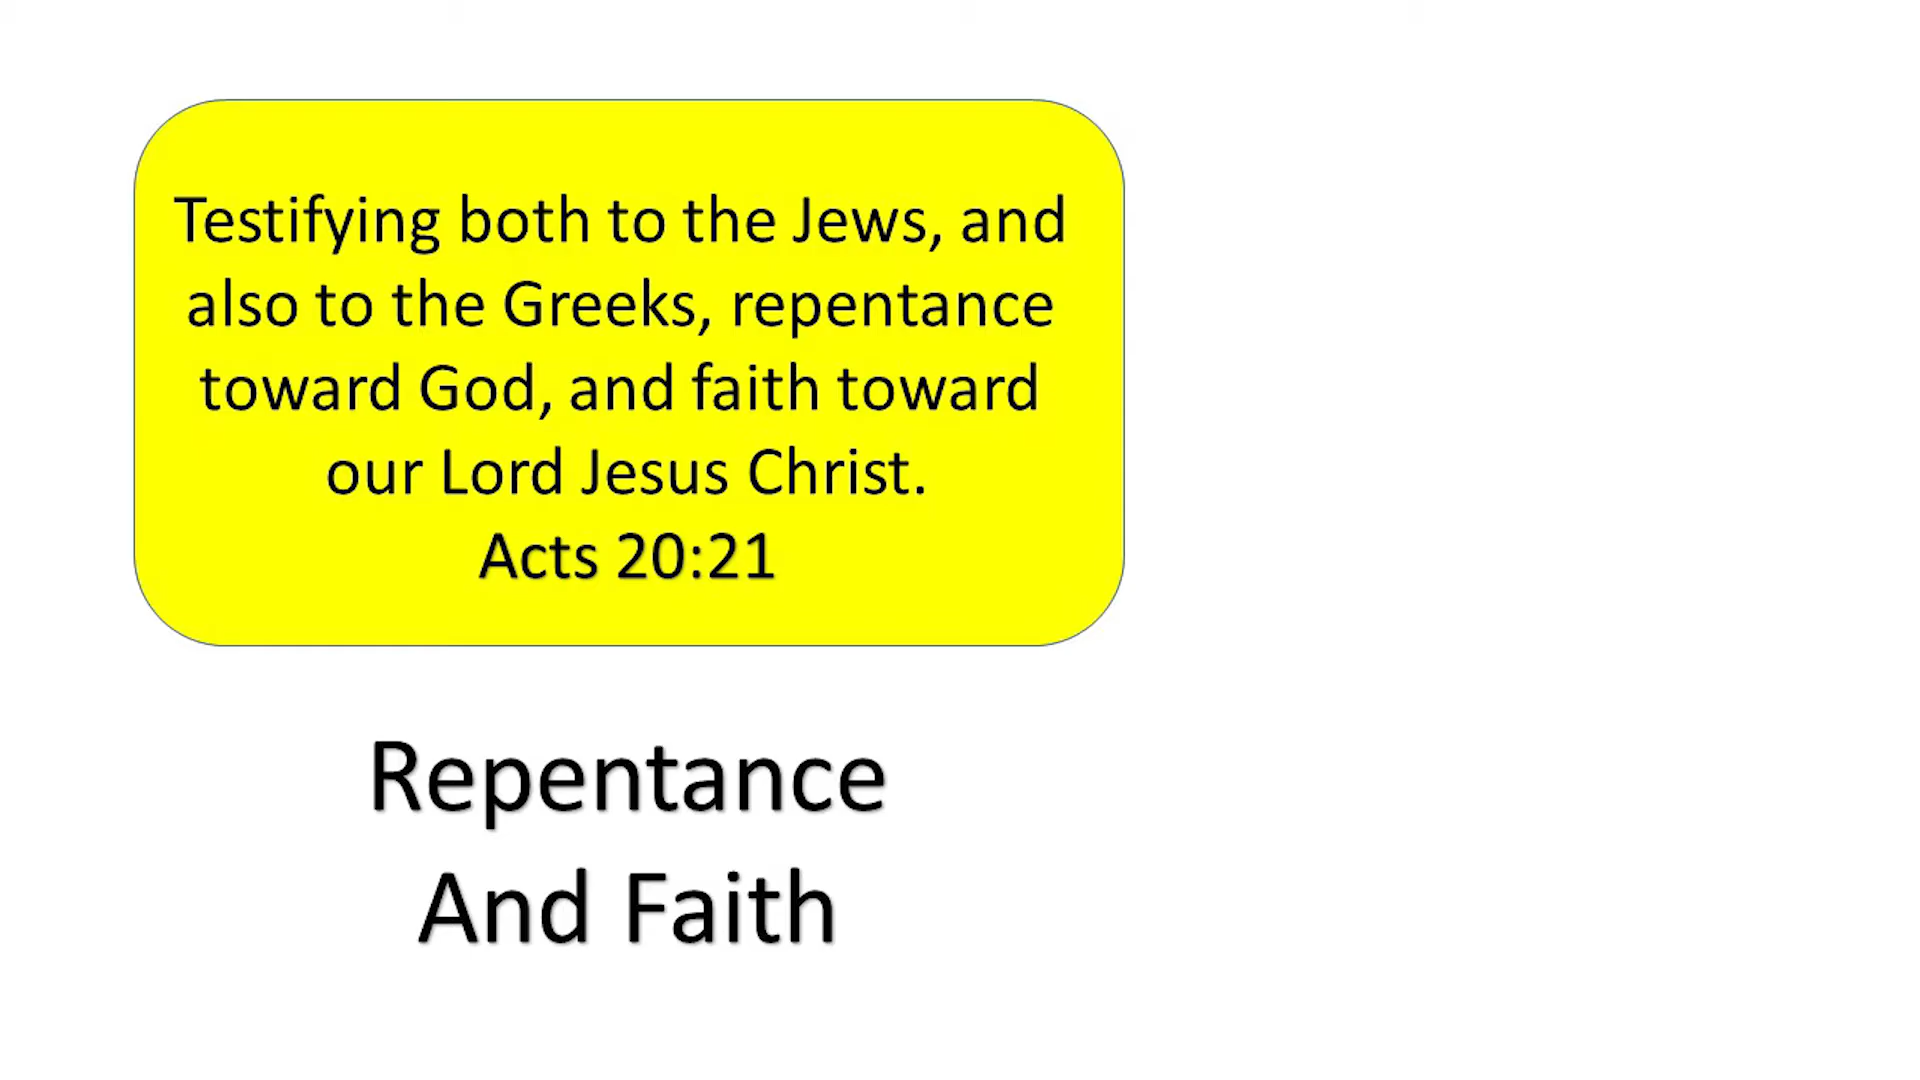 Testifying both to the Jews, and
also to the Greeks, repentance
toward God, and faith toward
our Lord Jesus Christ.
Acts 20:21
Repentance
And Faith